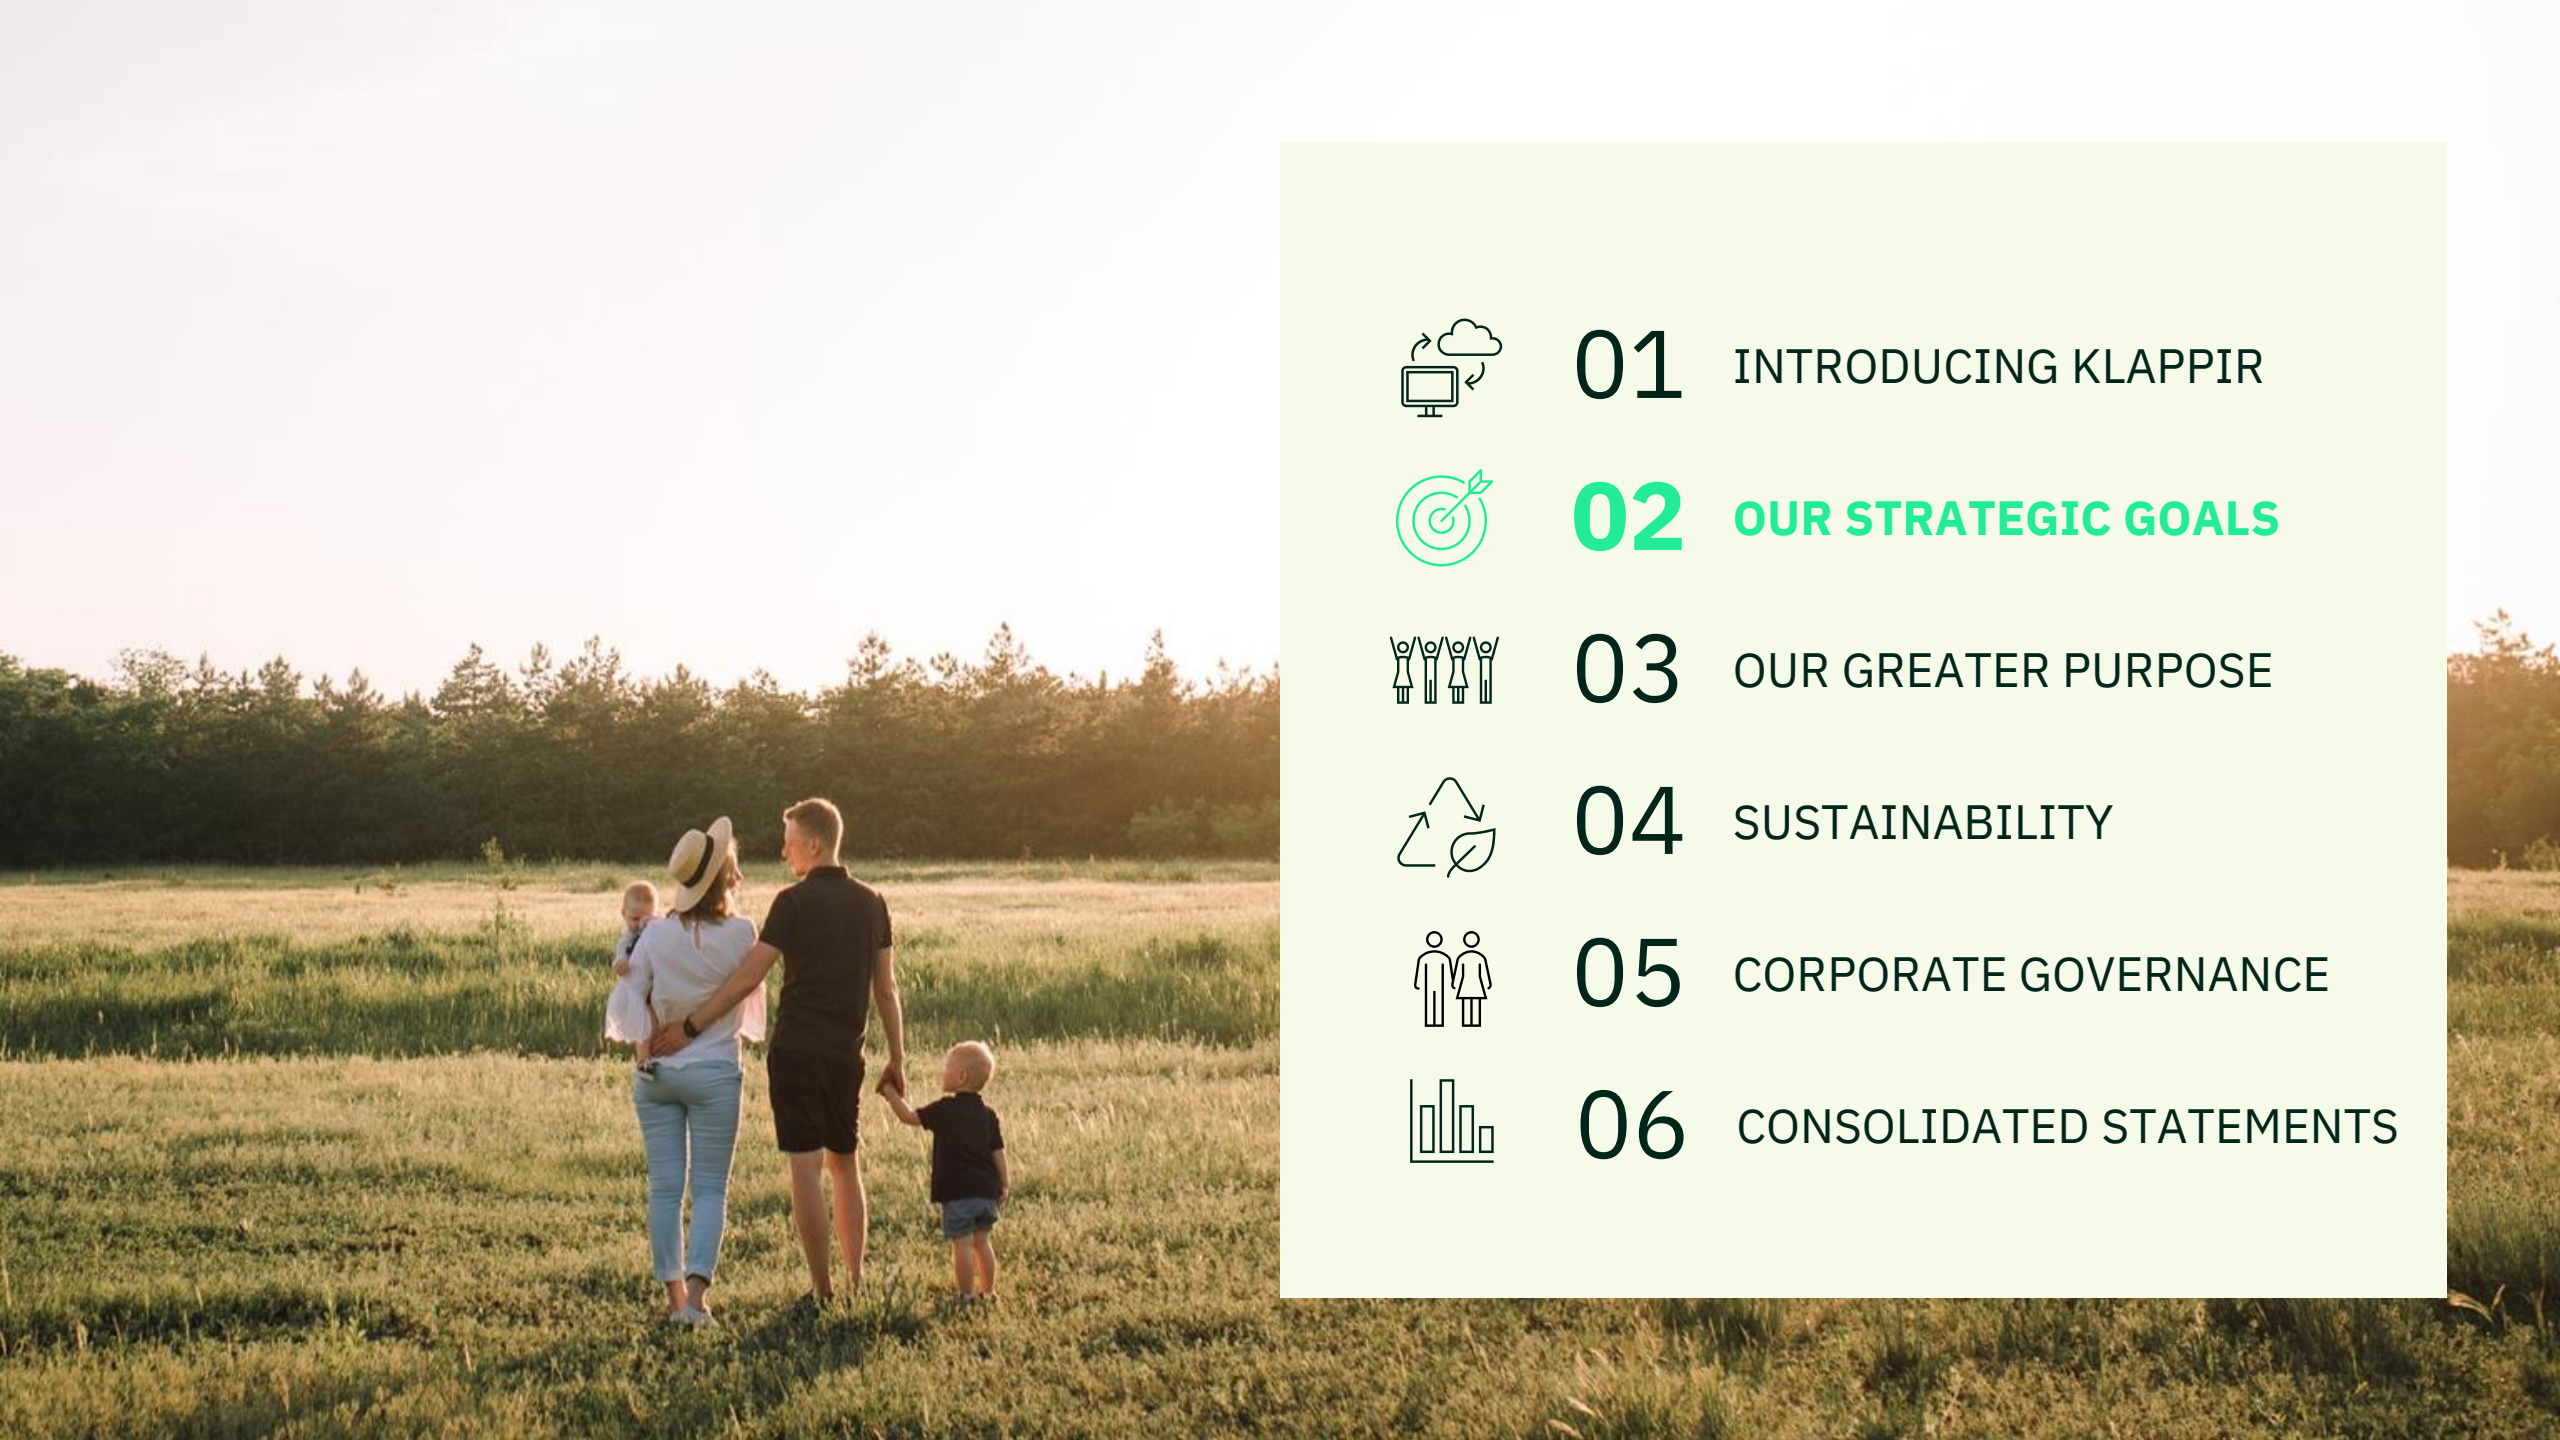 01 INTRODUCING KLAPPIR
02 OUR STRATEGIC GOALS
03 OUR GREATER PURPOSE
04 SUSTAINABILITY
05 CORPORATE GOVERNANCE
06 CONSOLIDATED STATEMENTS